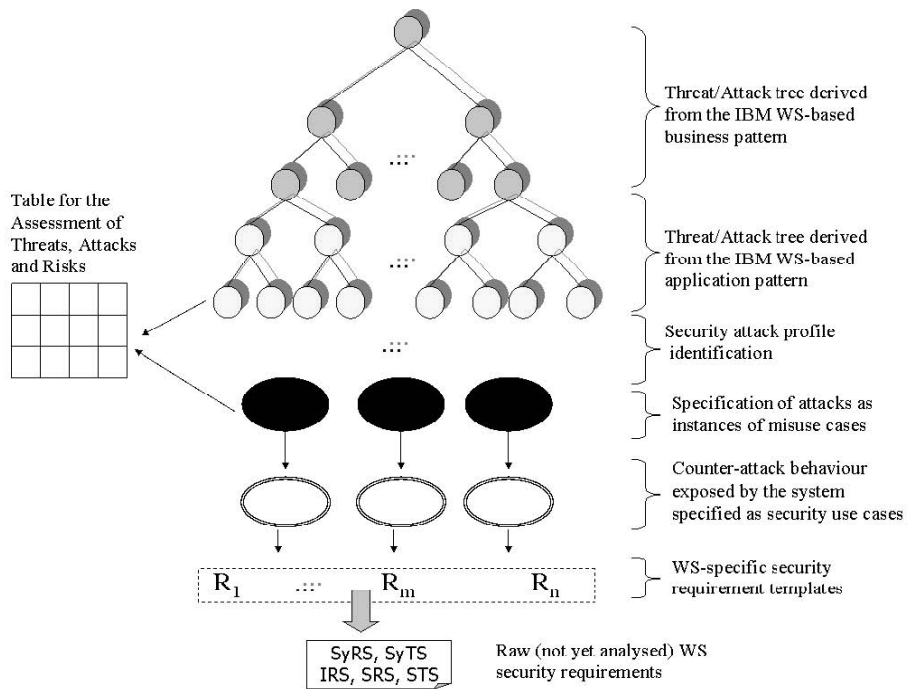 Threat/Attack tree derived
from the IBM WS-based
business pattern
Table for the
Assessment of
Threats, Attacks
and Risks
Threat/Attack tree derived
from the IBM WS-based
application pattern
Security attack profile
identification
Specification of attacks as
instances of misuse cases
Counter-attack behaviour
exposed by the system
specified as security use cases
WS-specific security
requirement templates
R1 .::: Rm Rn
SyRS, SyTS
IRS, SRS, STS
Raw (not yet analysed) WS
security requirements